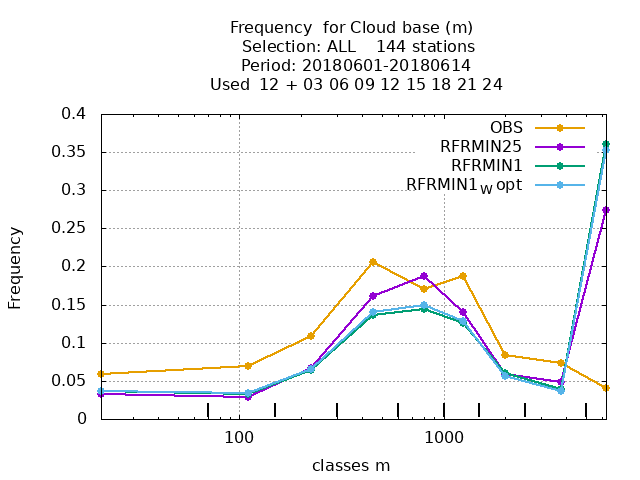 Frequency  for Cloud base (m)
Selection: ALL    144 stations
Period: 20180601-20180614
Used  12 + 03 06 09 12 15 18 21 24
0.4
0.35
0.3
0.25
0.2
0.15
0.1
0.05
0
Frequency
OBS
RFRMIN25
RFRMIN1
RFRMIN1W opt
100
1000
classes m